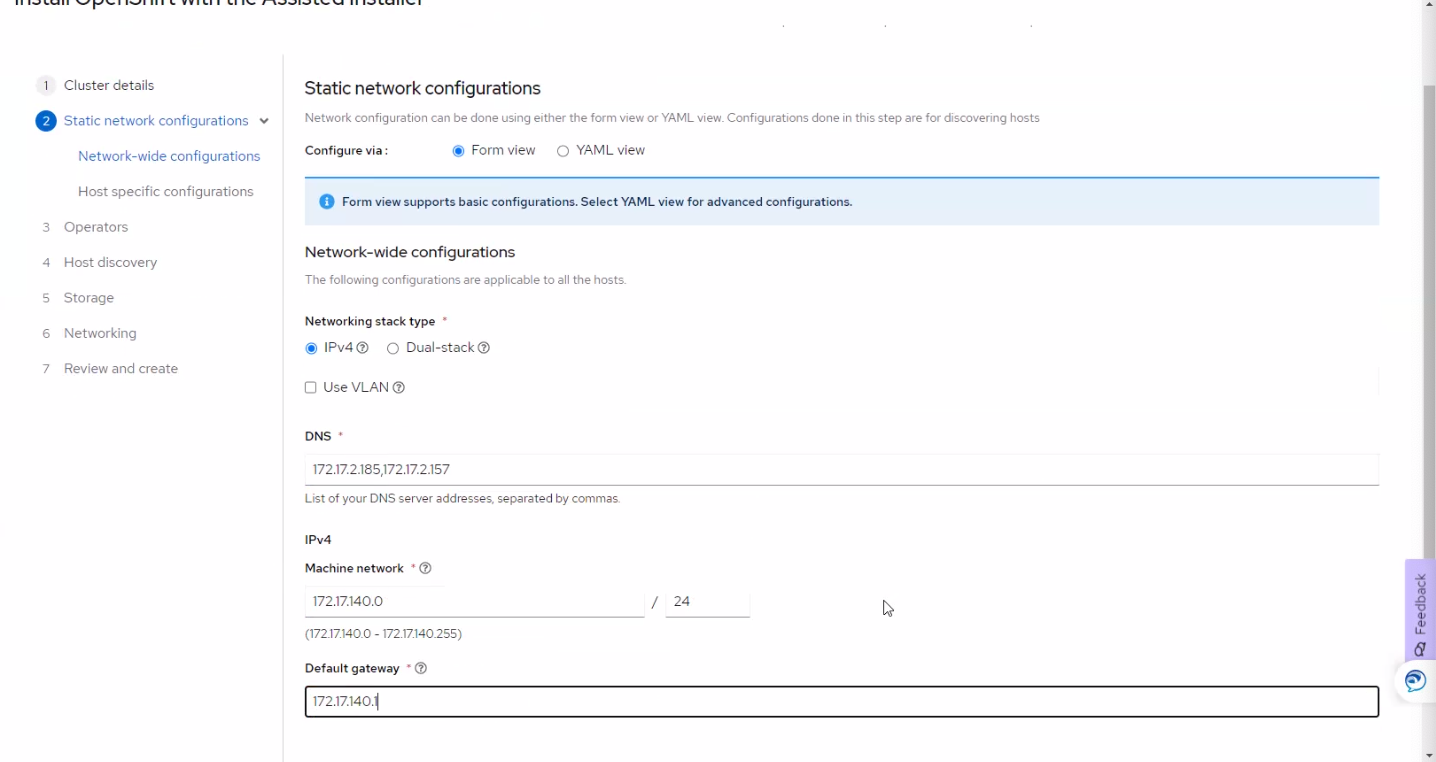 Install OpenShift with the Assisted Installer
1 Cluster details
2 Static network configurations
Network-wide configurations
Host specific configurations
3 Operators
4 Host discovery
5 Storage
6 Networking
7 Review and create
Static network configurations
Network configuration can be done using either the form view or YAML view. Configurations done in this step are for discovering hosts
Configure via : Form view YAML view
Form view supports basic configurations. Select YAML view for advanced configurations.
Network-wide configurations
The following configurations are applicable to all the hosts.
Networking stack type *
IPv4 Dual-stack
Use VLAN
DNS *
172.17.2.185,172.17.2.157
List of your DNS server addresses, separated by commas.
IPv4
Machine network *
172.17.140.0 / 24
(172.17.140.0 - 172.17.140.255)
Default gateway *
172.17.140.1
Feedback